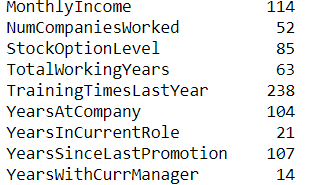 MonthlyIncome 114
NumCompaniesWorked 52
StockOptionLevel 85
TotalWorkingYears 63
TrainingTimesLastYear 238
YearsAtCompany 104
YearsInCurrentRole 21
YearsSinceLastPromotion 107
YearsWithCurrManager 14